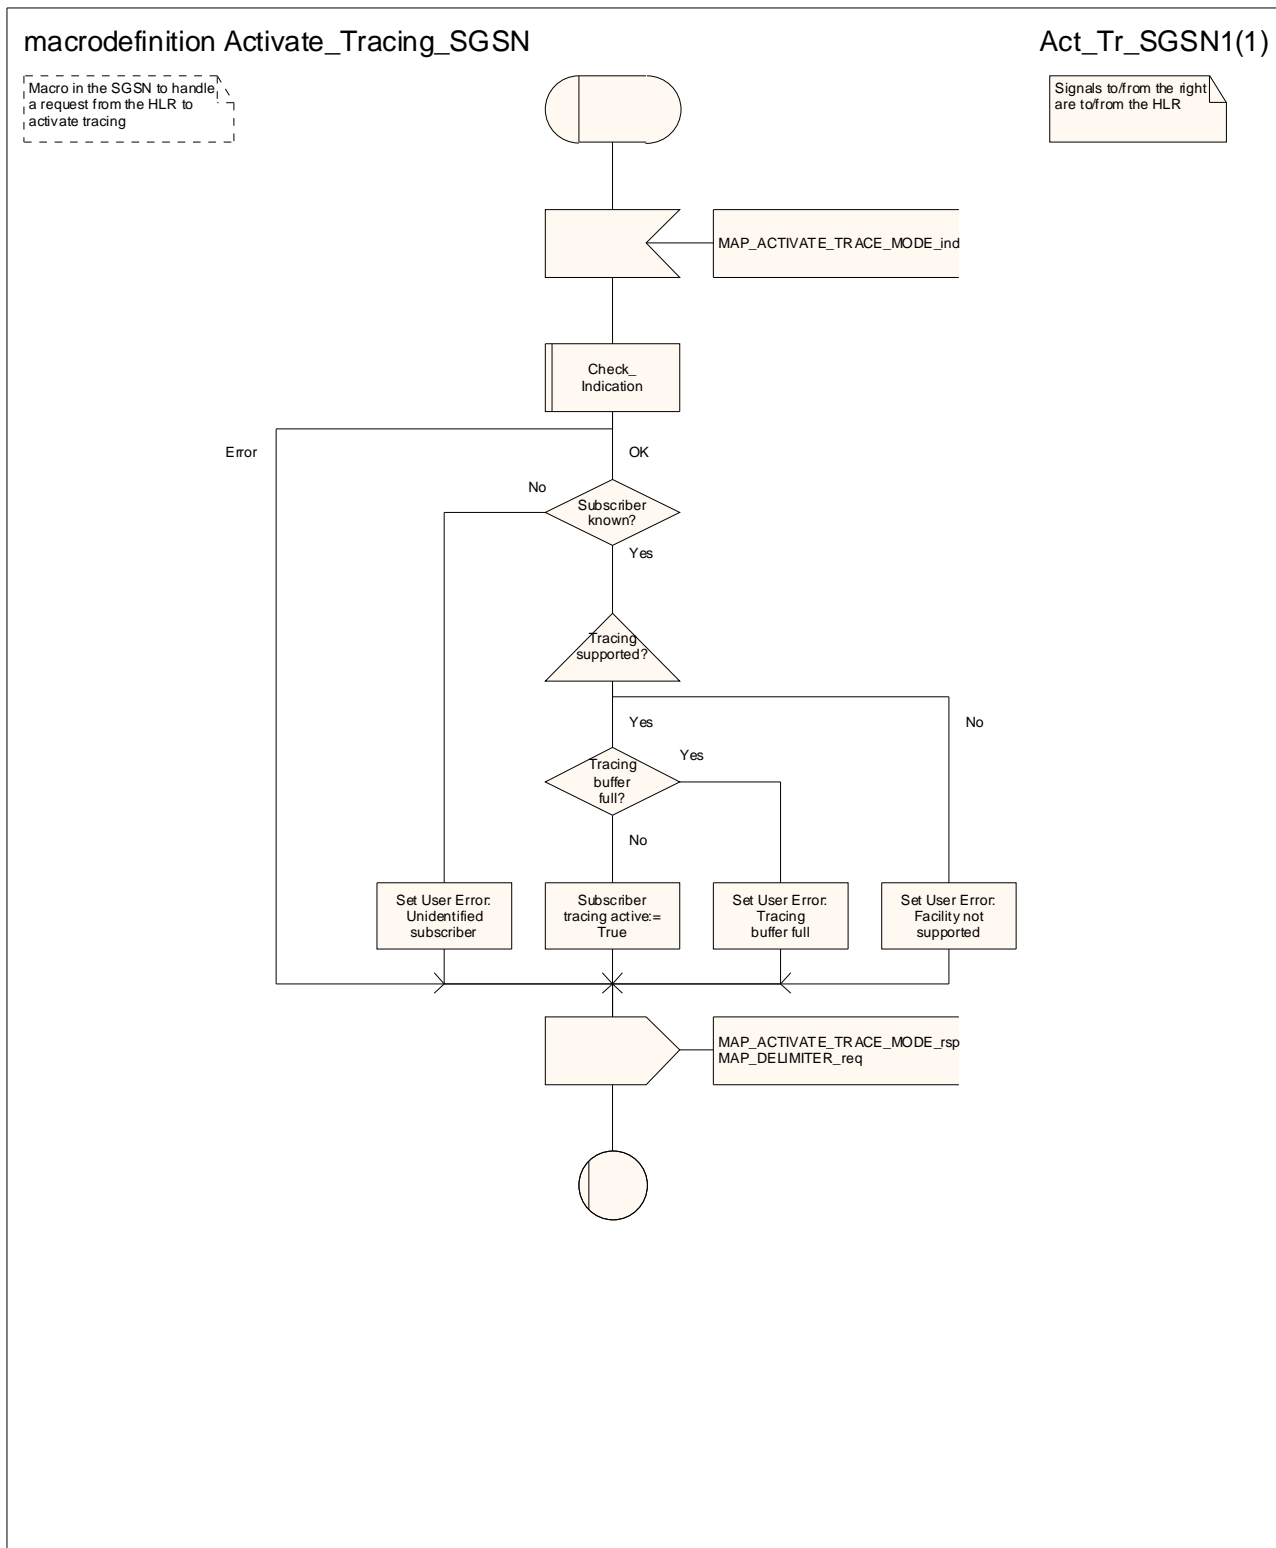 macrodefinition Activate_Tracing_SGSN
Act_Tr_SGSN1(1)
Macro in the SGSN to handle
a request from the HLR to
activate tracing
Signals to/from the right
are to/from the HLR
MAP_ACTIVATE_TRACE_MODE_ind
Check_
Indication
Error
OK
No
Subscriber
known?
Yes
Tracing
supported?
Yes
No
Yes
Tracing
buffer
full?
No
Set User Error:
Unidentified
subscriber
Subscriber
tracing active:=
True
Set User Error:
Tracing
buffer full
Set User Error:
Facility not
supported
MAP_ACTIVATE_TRACE_MODE_rsp
MAP_DELIMITER_req